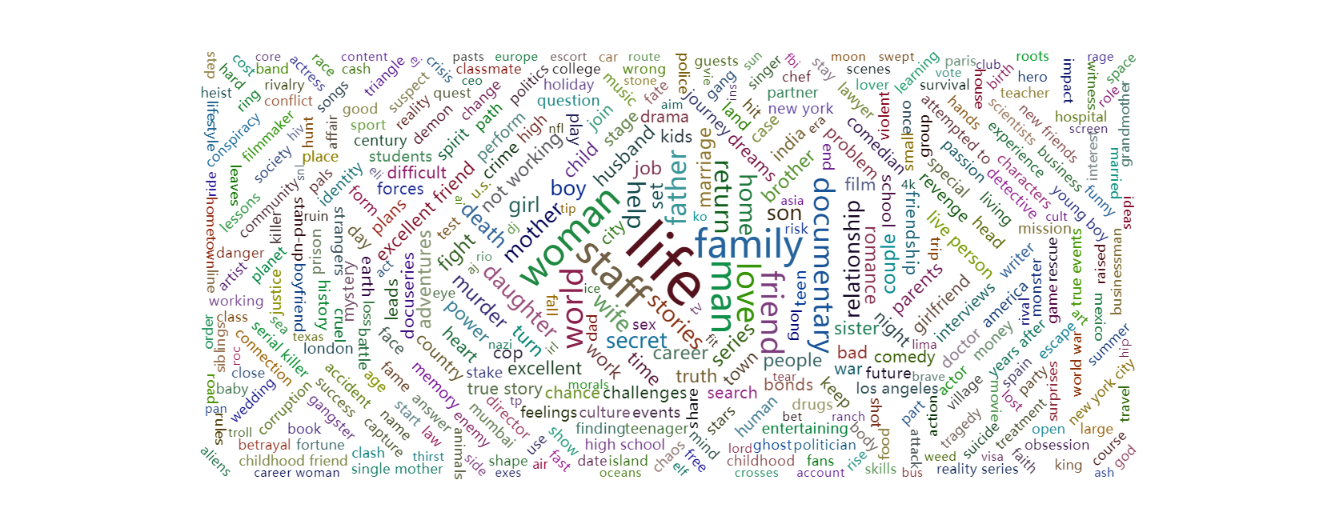 life
family
woman
staff
man
love
friend
documentary
world
stories
father
return
home
help
wife
daughter
mother
secret
murder
death
series
relationship
son
boy
girl
city
husband
job
set
marriage
dreams
brother
career
people
time
work
dad
fall
sex
ice
tv
fit
town
truth
sister
long
teen
risk
asia
ko
couple
romance
school
film
end
problem
india
era
case
land
journey
drama
kids
stage
child
join
play
not working
nfl
tip
dj
fight
power
turn
cop
excellent
heart
stake
nazi
irl
rio
aj
eye
adventures
country
test
excellent friend
u.s.
crime
high
perform
path
spirit
demon
change
quest
classmate
ceo
politics
college
holiday
question
music
fate
aim
wrong
stone
police
vie
gang
guests
insp
hit
singer
sun
fbi
new york
partner
chef
stay
lawyer
lover
scenes
moon
swept
violent
comedian
once
status
4k
friendship
parents
trip
live person
revenge
special
group
learning
survival
vote
paris
club
attempted to
passion
head
living
hands
scientists
house
birth
roots
hero
teacher
new friends
experience
characters
detective
business
young boy
cult
mission
writer
girlfriend
interviews
night
bad
war
comedy
future
lima
brave
los angeles
actor
doctor
america
money
monster
rival
game
rescue
years after
true events
art
mexico
raised
businessman
ideas
married
funny
interest
grandmother
hospital
screen
witnesses
role
space
rage
impact
escape
spain
movie
lost
party
village
world war
summer
hip
travel
new york city
surprises
treatment
suicide
tragedy
action
part
shot
body
attack
food
rise
keep
bonds
tear
search
drugs
human
bet
ranch
entertaining
ghost
politician
lord
childhood
fans
crosses
account
skills
bus
weed
visa
reality series
faith
obsession
open
large
king
course
god
ash
stars
mind
share
free
chaos
elf
challenges
chance
morals
true story
tp
feelings
culture
events
finding
teenager
high school
director
use
show
fast
air
date
island
oceans
exes
shape
side
animals
mumbai
enemy
memory
answer
law
start
fame
age
name
capture
accident
success
gangster
corruption
clash
thirst
single mother
book
fortune
betrayal
childhood friend
career woman
aliens
troll
rules
pan
road
baby
wedding
close
connection
serial killer
siblings
order
class
roc
texas
london
sea
working
artist
danger
planet
justice
killer
boyfriend
stand-up
history
prison
ruin
cruel
mystery
strangers
day
earth
loss
battle
face
leads
docuseries
act
plans
form
identity
forces
difficult
students
century
sport
good
reality
suspect
triangle
crisis
content
cash
songs
race
actress
core
band
rivalry
conflict
ring
hard
cost
step
heist
lifestyle
conspiracy
filmmaker
society
hiv
hunt
affair
place
pals
snl
community
leaves
lessons
ride
hometown
line
pasts
europe
escort
car
route